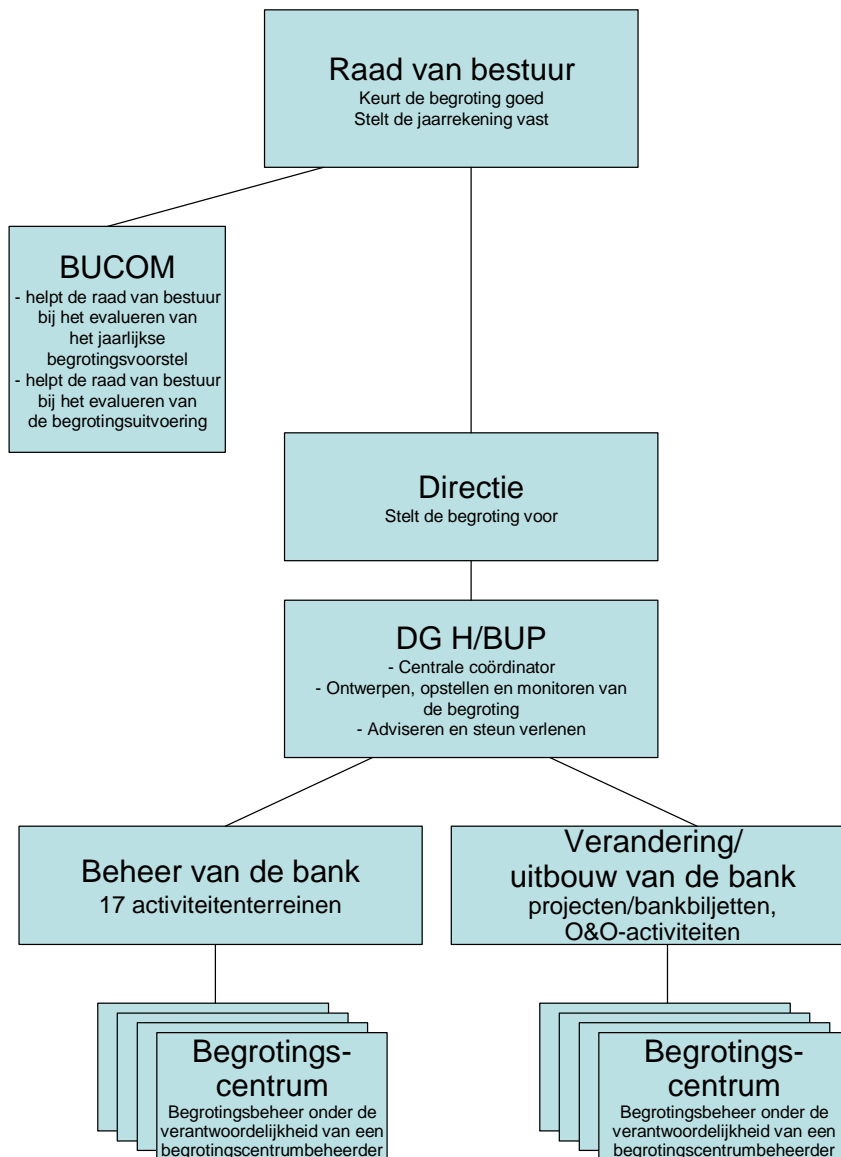 Raad van bestuur
Keurt de begroting goed
Stelt de jaarrekening vast
BUCOM
- helpt de raad van bestuur
bij het evalueren van
het jaarlijkse
begrotingsvoorstel
- helpt de raad van bestuur
bij het evalueren van
de begrotingsuitvoering
Directie
Stelt de begroting voor
DG H/BUP
- Centrale coördinator
- Ontwerpen, opstellen en monitoren van
de begroting
- Adviseren en steun verlenen
Beheer van de bank
17 activiteitenterreinen
Verandering/
uitbouw van de bank
projecten/bankbiljetten,
O&O-activiteiten
Begrotings-
centrum
Begrotingsbeheer onder de
verantwoordelijkheid van een
begrotingscentrumbeheerder
Begrotings-
centrum
Begrotingsbeheer onder de
verantwoordelijkheid van een
begrotingscentrumbeheerder